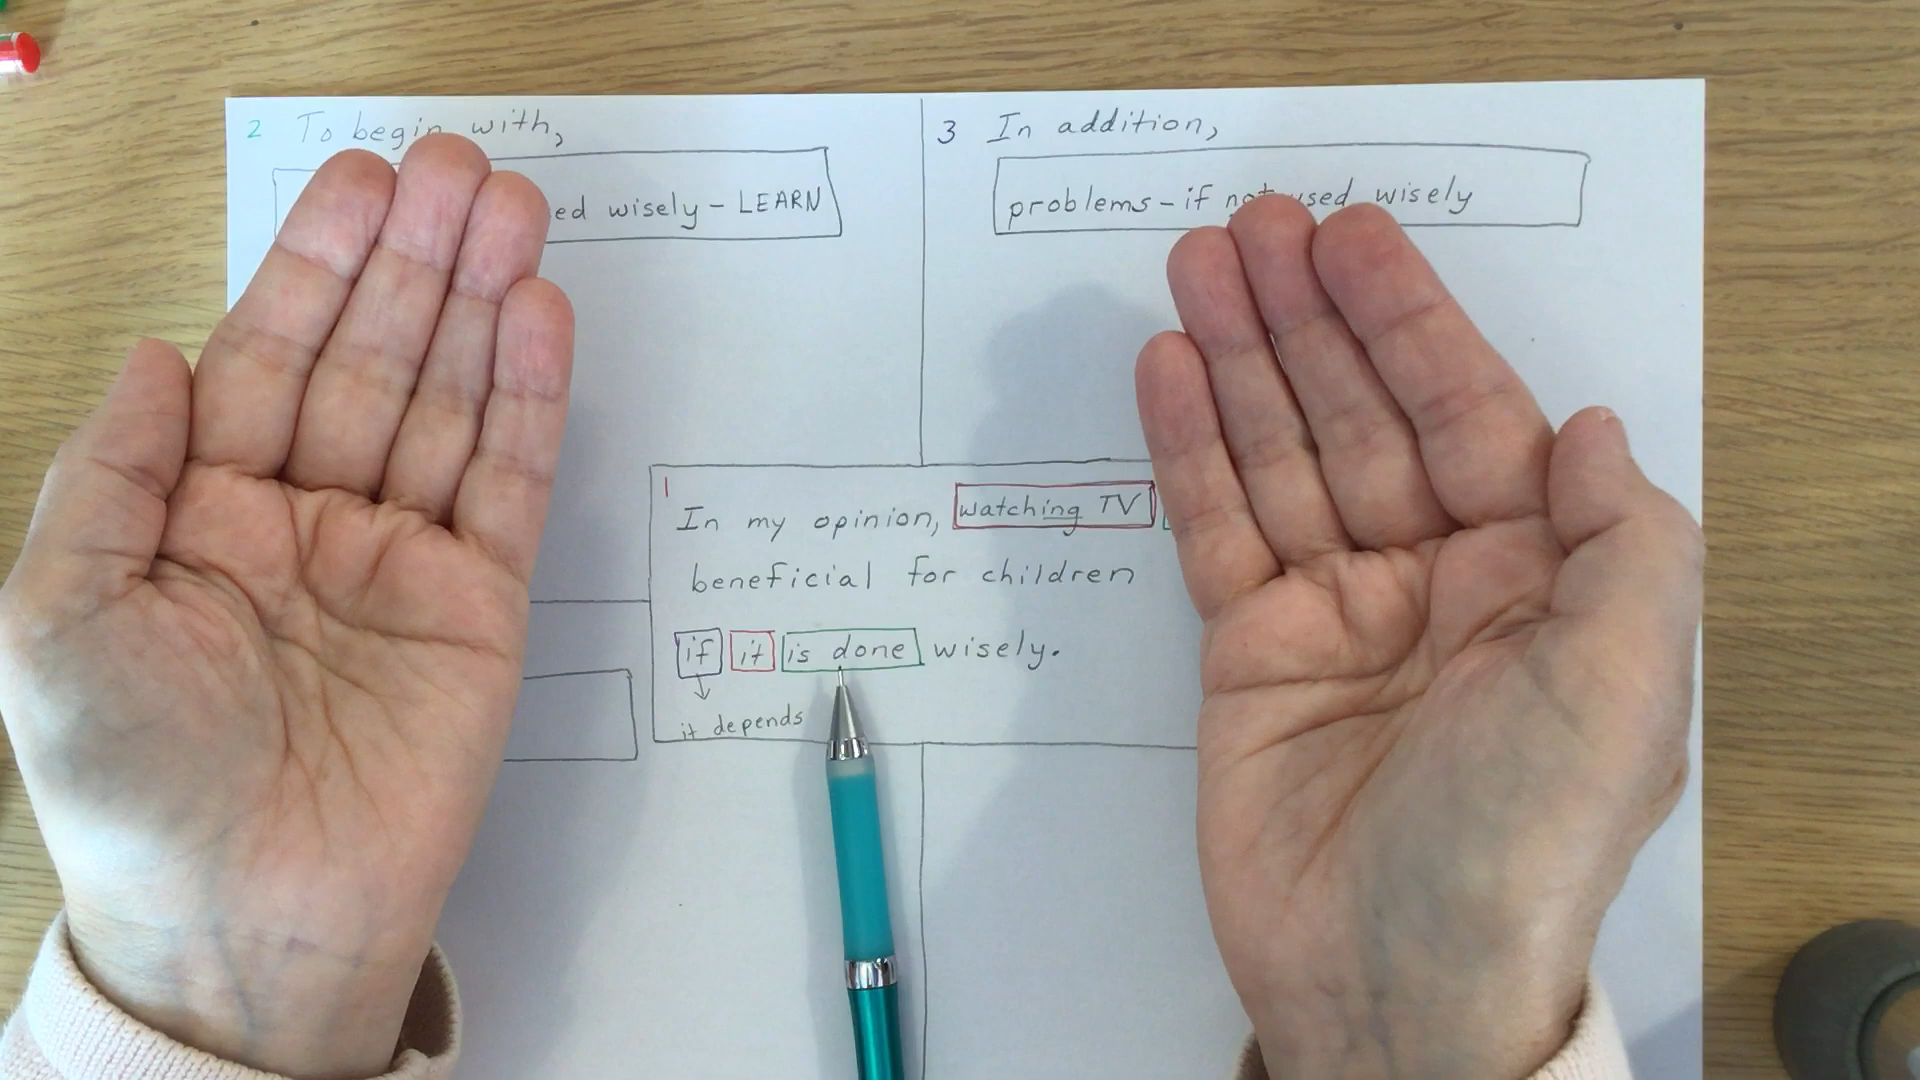 2 To begin with,
ed wisely - LEARN
3 In addition,
problems - if not used wisely
1
In my opinion, watching TV
beneficial for children
if it is done wisely.
it depends